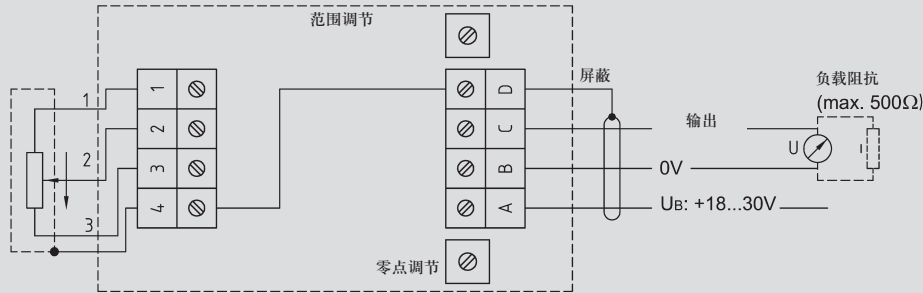 范围调节
屏蔽
负载阻抗
(max. 500Ω)
1
2
3
1
2
3
4
D
C
B
A
输出
U
I
0V
UB: +18...30V
零点调节